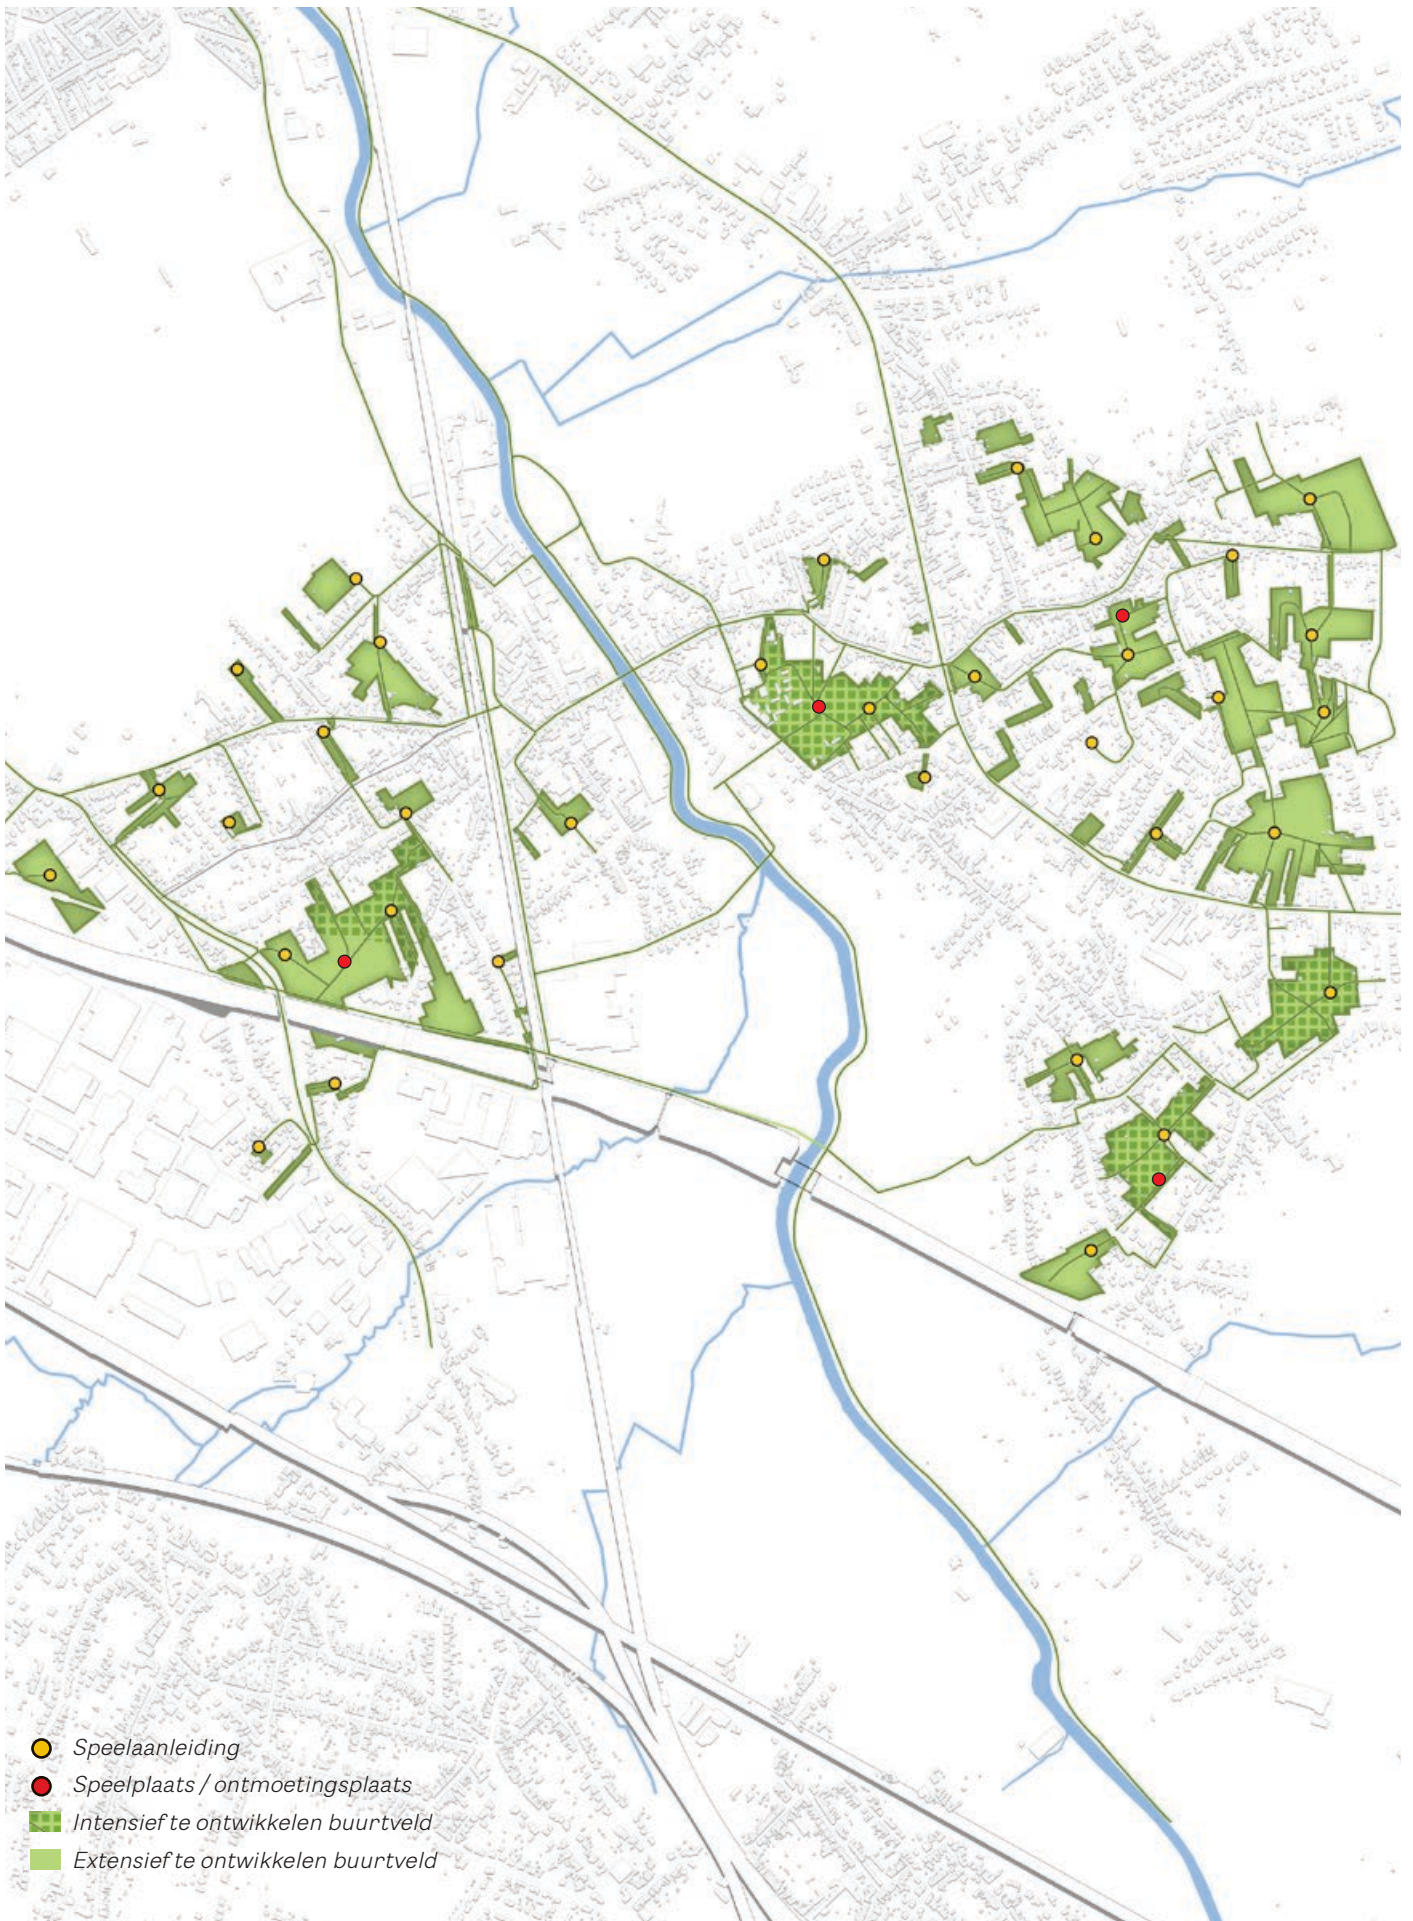 Speelaanleiding
Speelplaats / ontmoetingsplaats
Intensief te ontwikkelen buurtveld
Extensief te ontwikkelen buurtveld